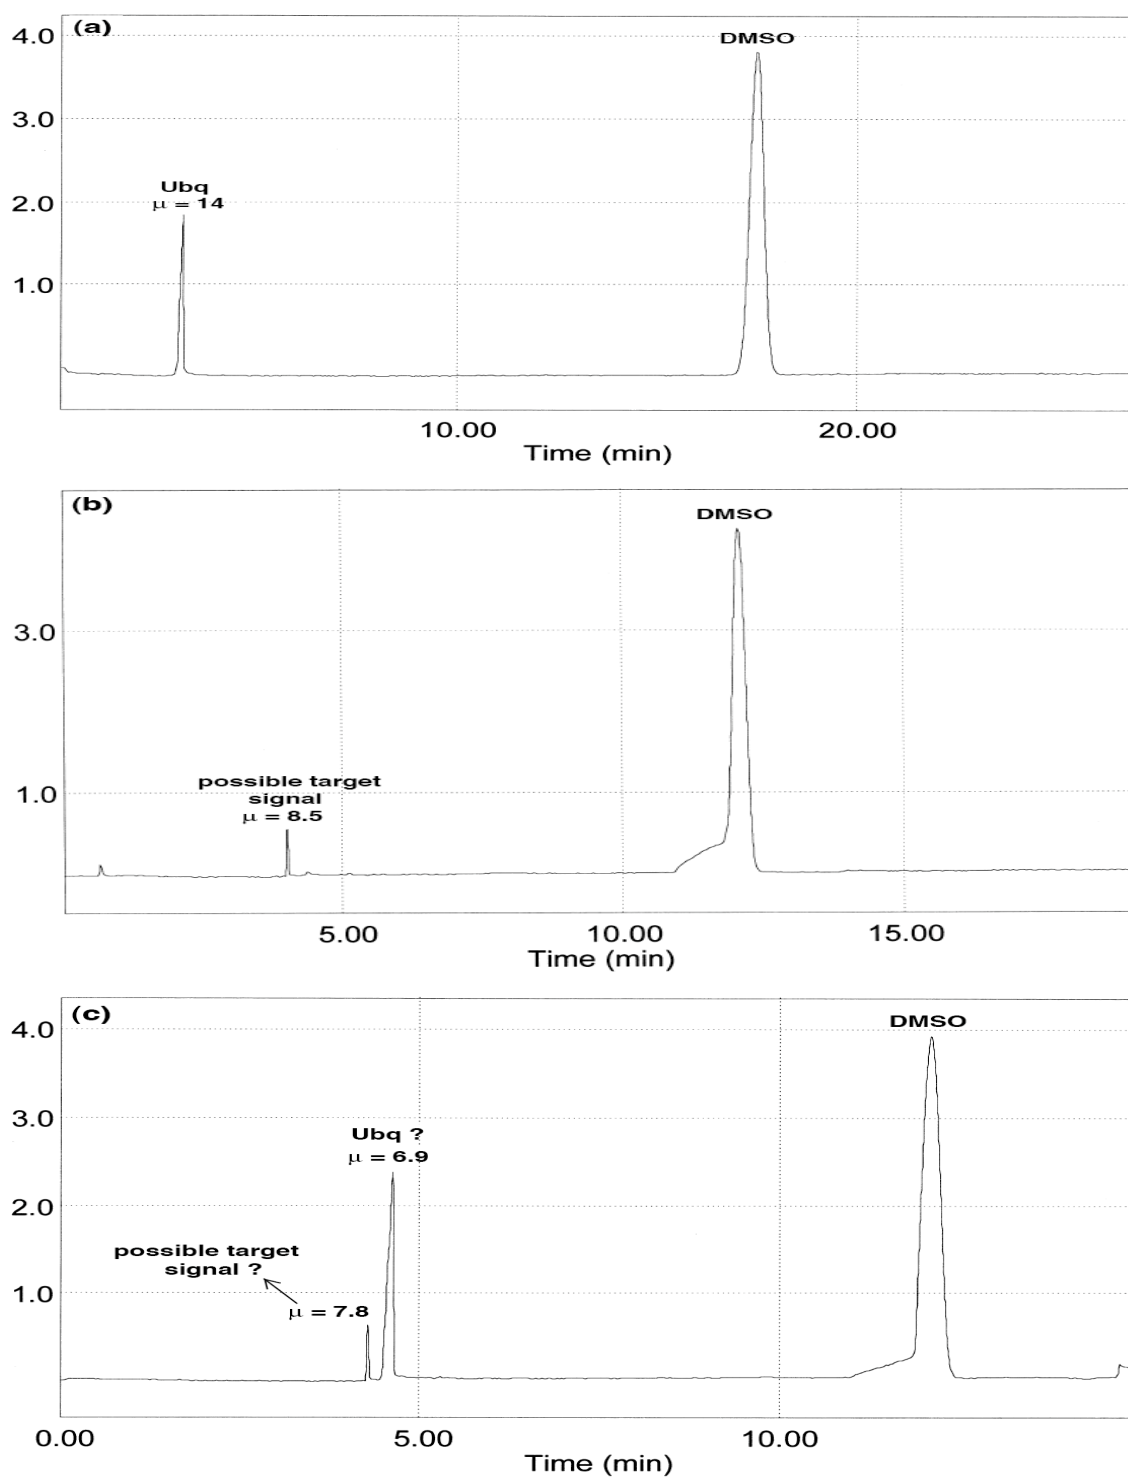 (a)
DMSO
4.0
3.0
Ubq
μ = 14
2.0
1.0
10.00 20.00
Time (min)
(b)
DMSO
3.0
possible target
signal
μ = 8.5
1.0
5.00 10.00 15.00
Time (min)
(c)
DMSO
4.0
3.0
Ubq ?
μ = 6.9
2.0
possible target
signal ?
μ = 7.8
1.0
0.00 5.00 10.00
Time (min)